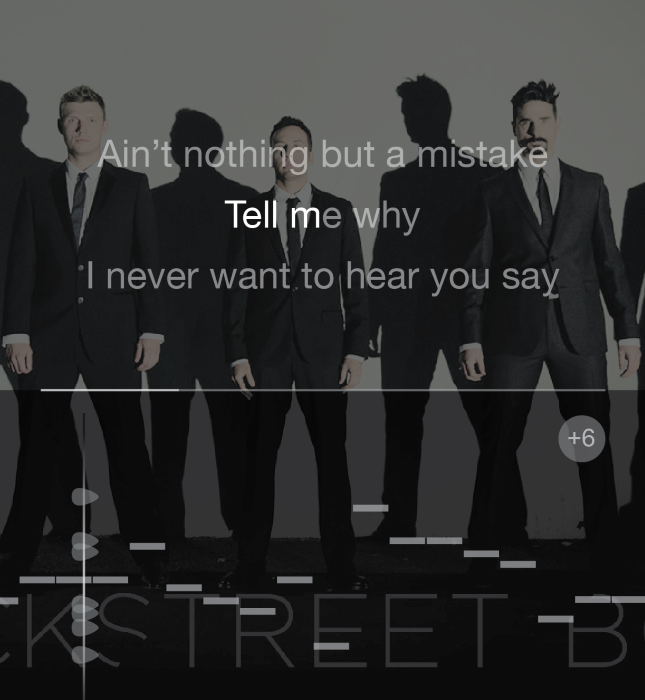 Ain’t nothing but a mistake
Tell me why
I never want to hear you say
+6
CKSTREET B